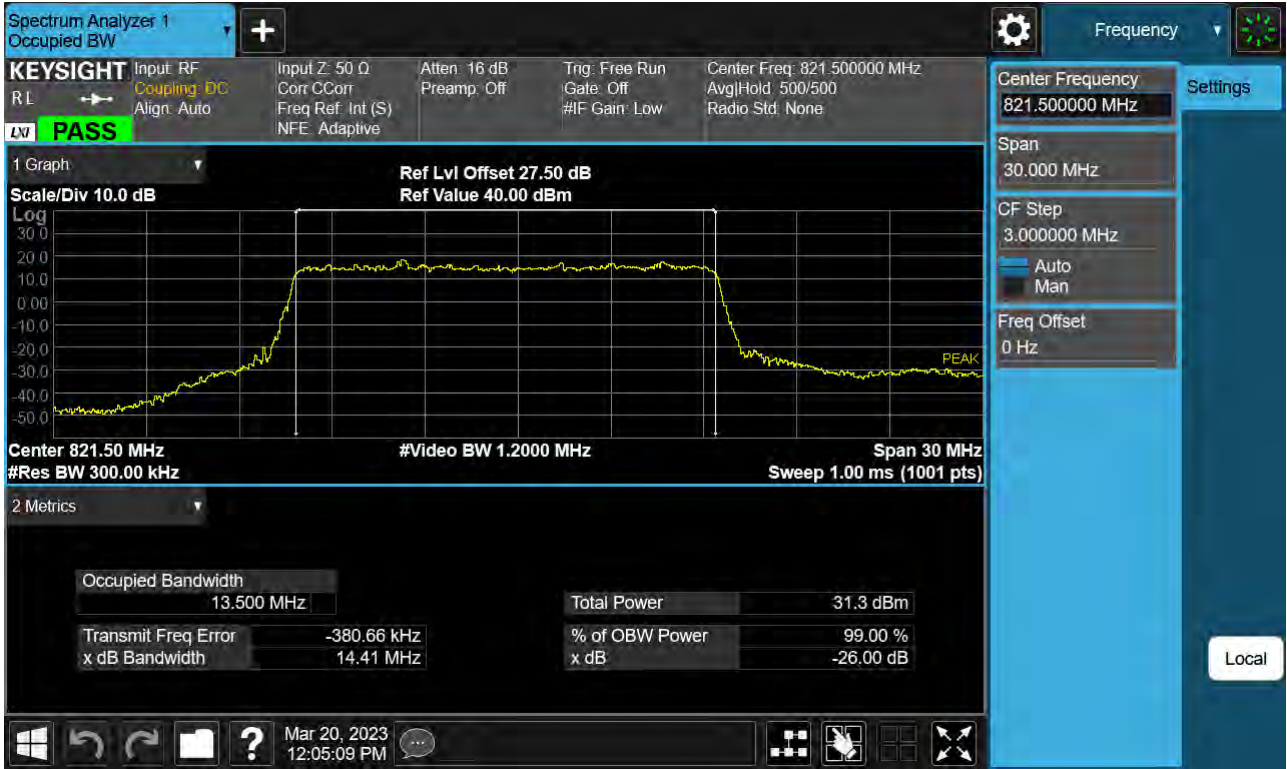 Spectrum Analyzer 1
Occupied BW
Frequency
KEYSIGHT
RL
LXI
PASS
Input: RF
Coupling: DC
Align: Auto
Input Z: 50 Ω
Corr CCorr
Freq Ref: Int (S)
NFE: Adaptive
Atten: 16 dB
Preamp: Off
Trig: Free Run
Gate: Off
#IF Gain: Low
Center Freq: 821.500000 MHz
Avg|Hold: 500/500
Radio Std: None
Center Frequency
821.500000 MHz
Settings
Span
30.000 MHz
CF Step
3.000000 MHz
Auto
Man
Freq Offset
0 Hz
Local
1 Graph
Scale/Div 10.0 dB
Ref Lvl Offset 27.50 dB
Ref Value 40.00 dBm
Log
30.0
20.0
10.0
0.00
-10.0
-20.0
-30.0
-40.0
-50.0
PEAK
Center 821.50 MHz
#Video BW 1.2000 MHz
Span 30 MHz
#Res BW 300.00 kHz
Sweep 1.00 ms (1001 pts)
2 Metrics
Occupied Bandwidth
13.500 MHz
Total Power 31.3 dBm
Transmit Freq Error -380.66 kHz
% of OBW Power 99.00 %
x dB Bandwidth 14.41 MHz
x dB -26.00 dB
?
Mar 20, 2023
12:05:09 PM